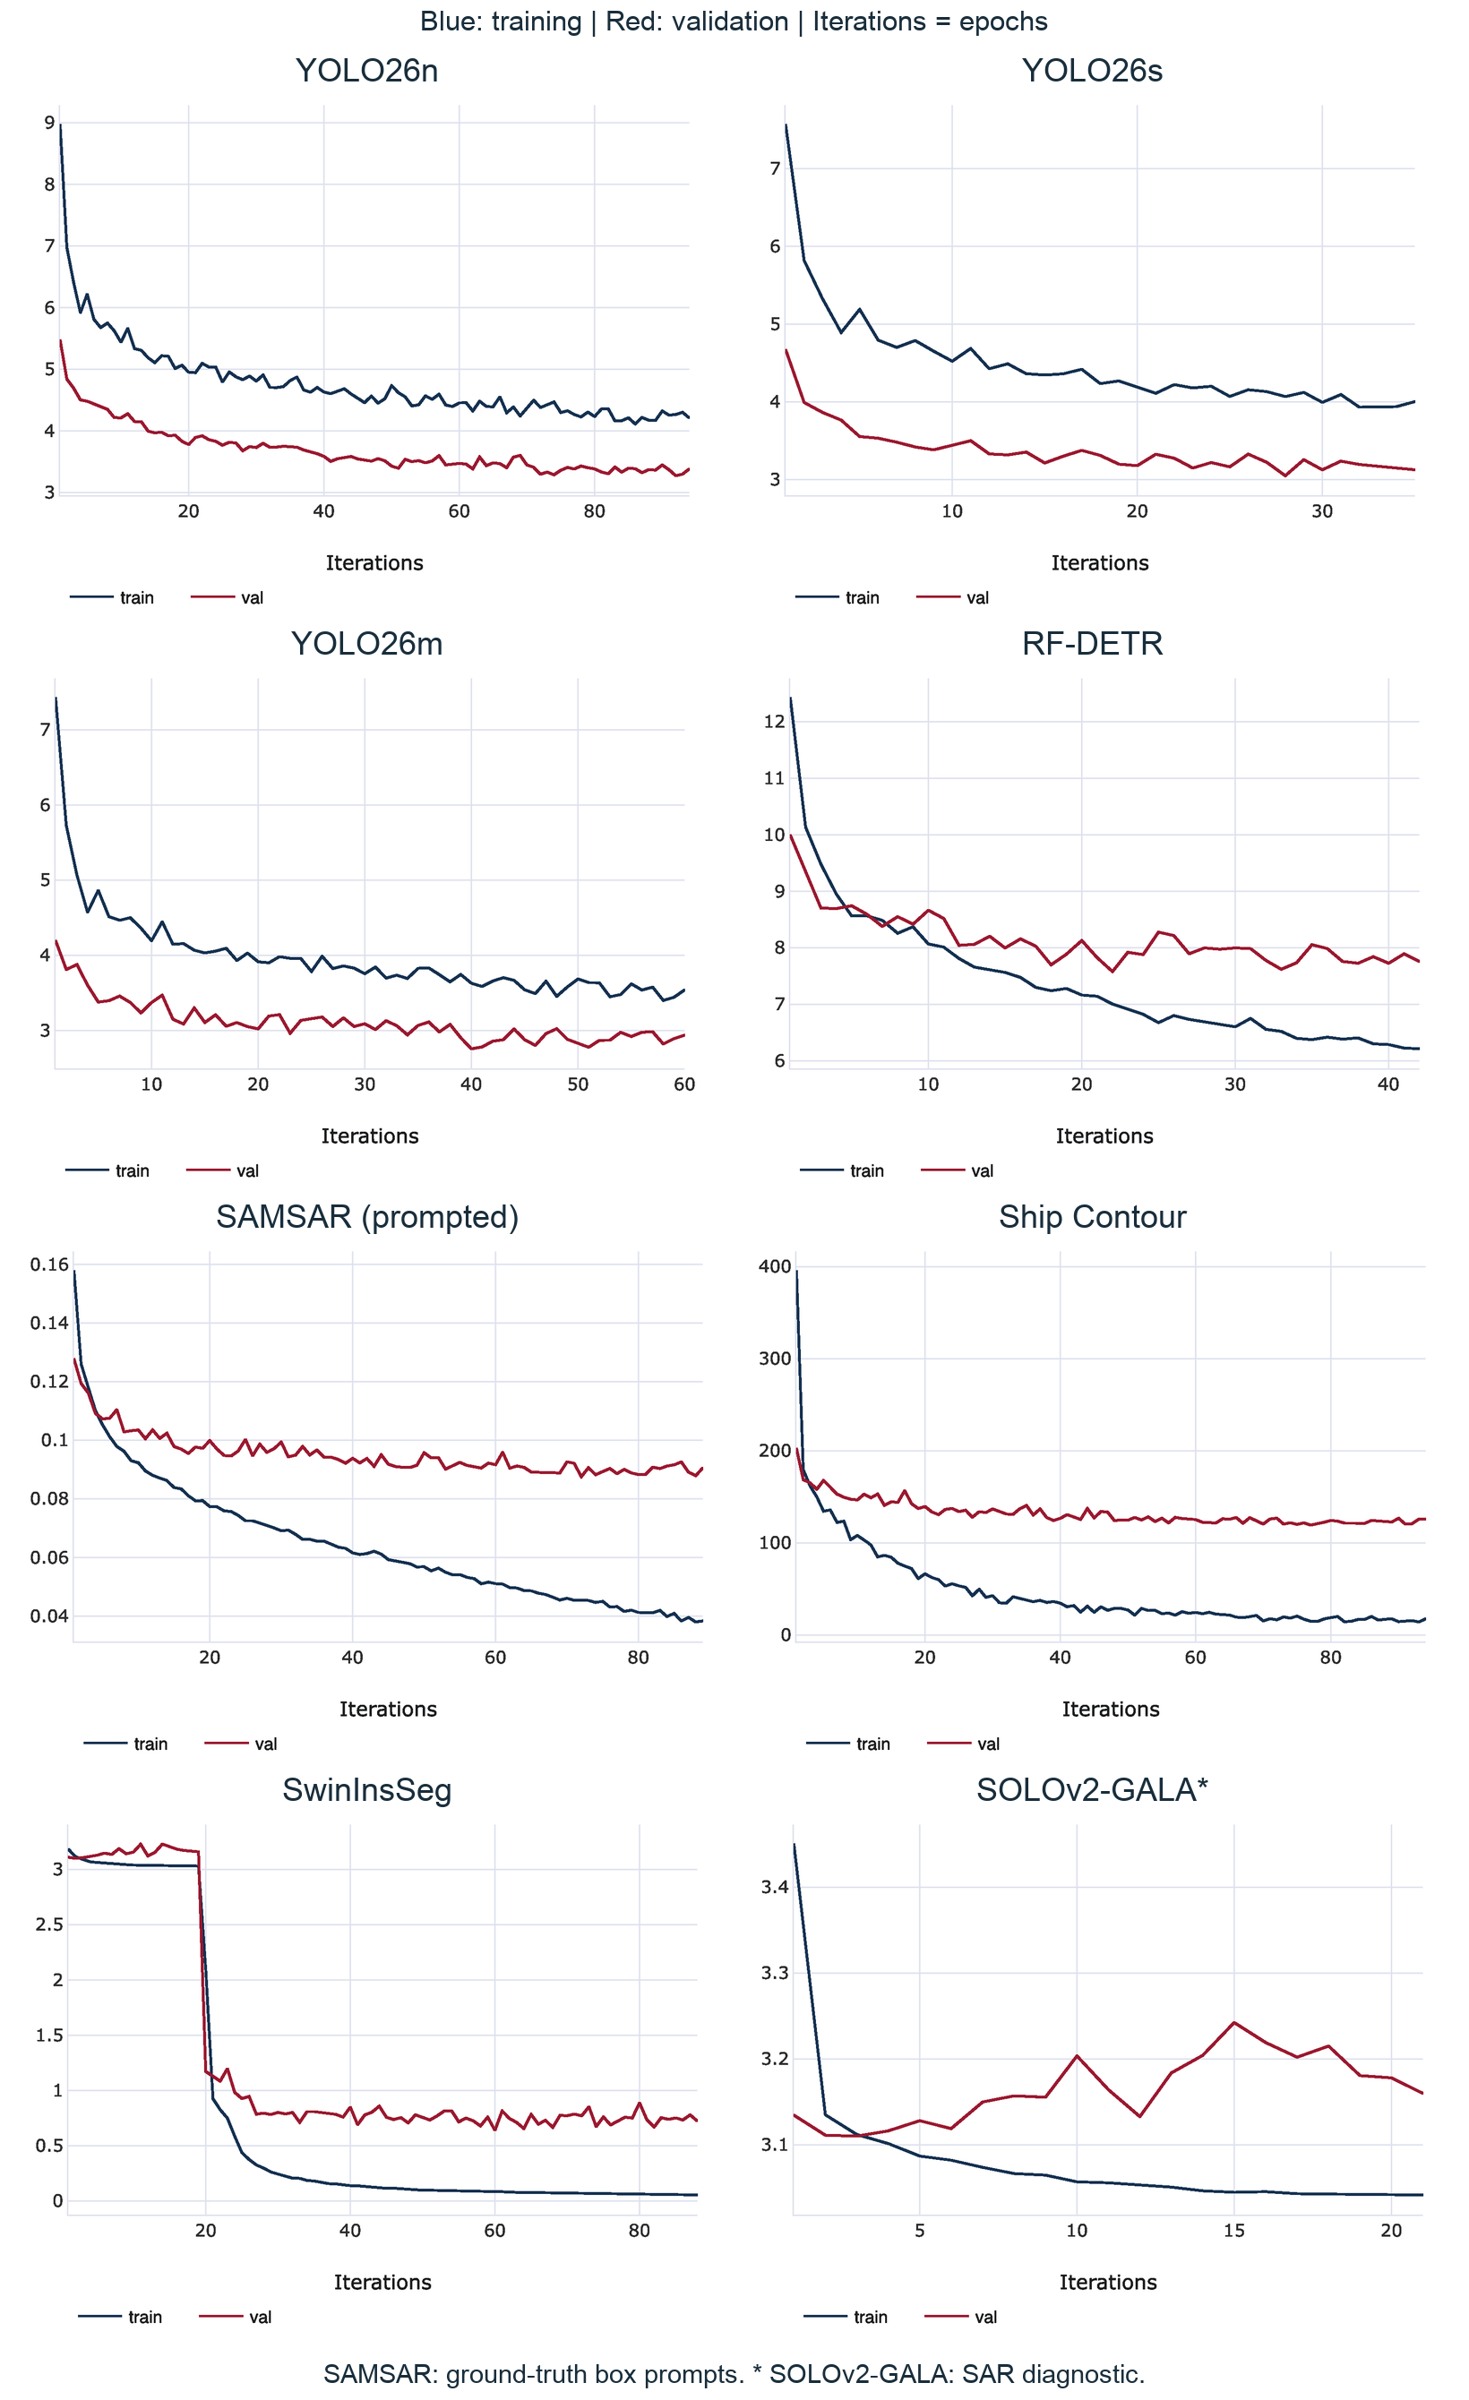 Blue: training | Red: validation | Iterations = epochs
YOLO26n
9
8
7
6
5
4
3
20 40 60 80
Iterations
train val
YOLO26s
7
6
5
4
3
10 20 30
Iterations
train val
YOLO26m
7
6
5
4
3
10 20 30 40 50 60
Iterations
train val
RF-DETR
12
11
10
9
8
7
6
10 20 30 40
Iterations
train val
SAMSAR (prompted)
0.16
0.14
0.12
0.1
0.08
0.06
0.04
20 40 60 80
Iterations
train val
Ship Contour
400
300
200
100
0
20 40 60 80
Iterations
train val
SwinInsSeg
3
2.5
2
1.5
1
0.5
0
20 40 60 80
Iterations
train val
SOLOv2-GALA*
3.4
3.3
3.2
3.1
5 10 15 20
Iterations
train val
SAMSAR: ground-truth box prompts. * SOLOv2-GALA: SAR diagnostic.